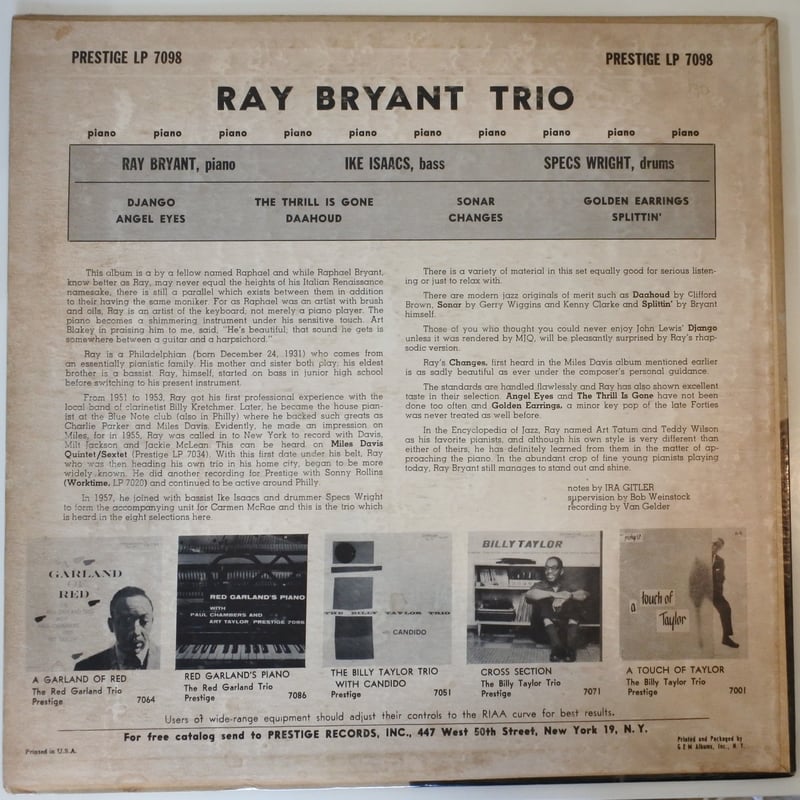 PRESTIGE LP 7098 PRESTIGE LP 7098
RAY BRYANT TRIO
piano piano piano piano piano piano piano piano piano piano
RAY BRYANT, piano IKE ISAACS, bass SPECS WRIGHT, drums
DJANGO THE THRILL IS GONE SONAR GOLDEN EARRINGS
ANGEL EYES DAAHOUD CHANGES SPLITTIN'
This album is a by a fellow named Raphael and while Raphael Bryant,
know better as Ray, may never equal the heights of his Italian Renaissance
namesake, there is still a parallel which exists between them in addition
to their having the same moniker. For as Raphael was an artist with brush
and oils, Ray is an artist of the keyboard, not merely a piano player. The
piano becomes a shimmering instrument under his sensitive touch. Art
Blakey in praising him to me, said, "He's beautiful; that sound he gets is
somewhere between a guitar and a harpsichord."
Ray is a Philadelphian (born December 24, 1931) who comes from
an essentially pianistic family. His mother and sister both play; his eldest
brother is a bassist. Ray, himself, started on bass in junior high school
before switching to his present instrument.
From 1951 to 1953, Ray got his first professional experience with the
local band of clarinetist Billy Kretchmer. Later, he became the house pian-
ist at the Blue Note club (also in Philly) where he backed such greats as
Charlie Parker and Miles Davis. Evidently, he made an impression on
Miles, for in 1955, Ray was called in to New York to record with Davis,
Milt Jackson and Jackie McLean. This can be heard on Miles Davis
Quintet/Sextet (Prestige LP 7034). With this first date under his belt, Ray
who was then heading his own trio in his home city, began to be more
widely known. He did another recording for Prestige with Sonny Rollins
(Worktime, LP 7020) and continued to be active around Philly.
In 1957, he joined with bassist Ike Isaacs and drummer Specs Wright
to form the accompanying unit for Carmen McRae and this is the trio which
is heard in the eight selections here.
There is a variety of material in this set equally good for serious listen-
ing or just to relax with.
There are modern jazz originals of merit such as Daahoud by Clifford
Brown, Sonar by Gerry Wiggins and Kenny Clarke and Splittin' by Bryant
himself.
Those of you who thought you could never enjoy John Lewis' Django
unless it was rendered by MJQ, will be pleasantly surprised by Ray's rhap-
sodic version.
Ray's Changes, first heard in the Miles Davis album mentioned earlier
is as sadly beautiful as ever under the composer's personal guidance.
The standards are handled flawlessly and Ray has also shown excellent
taste in their selection. Angel Eyes and The Thrill Is Gone have not been
done too often and Golden Earrings, a minor key pop of the late Forties
was never treated as well before.
In the Encyclopedia of Jazz, Ray named Art Tatum and Teddy Wilson
as his favorite pianists, and although his own style is very different than
either of theirs, he has definitely learned from them in the matter of ap-
proaching the piano. In the abundant crop of fine young pianists playing
today, Ray Bryant still manages to stand out and shine.
notes by IRA GITLER
supervision by Bob Weinstock
recording by Van Gelder
GARLAND
RED
RED GARLAND'S PIANO
WITH
PAUL CHAMBERS AND
ART TAYLOR PRESTIGE 7086
THE BILLY TAYLOR TRIO
CANDIDO
BILLY TAYLOR
a touch of
Taylor
A GARLAND OF RED
The Red Garland Trio
Prestige 7064
RED GARLAND'S PIANO
The Red Garland Trio
Prestige 7086
THE BILLY TAYLOR TRIO
WITH CANDIDO
Prestige 7051
CROSS SECTION
The Billy Taylor Trio
Prestige 7071
A TOUCH OF TAYLOR
The Billy Taylor Trio
Prestige 7001
Users of wide-range equipment should adjust their controls to the RIAA curve for best results.
For free catalog send to PRESTIGE RECORDS, INC., 447 West 50th Street, New York 19, N.Y.
Printed in U.S.A.
Printed and Packaged by
G E M Albums, Inc., N. Y.